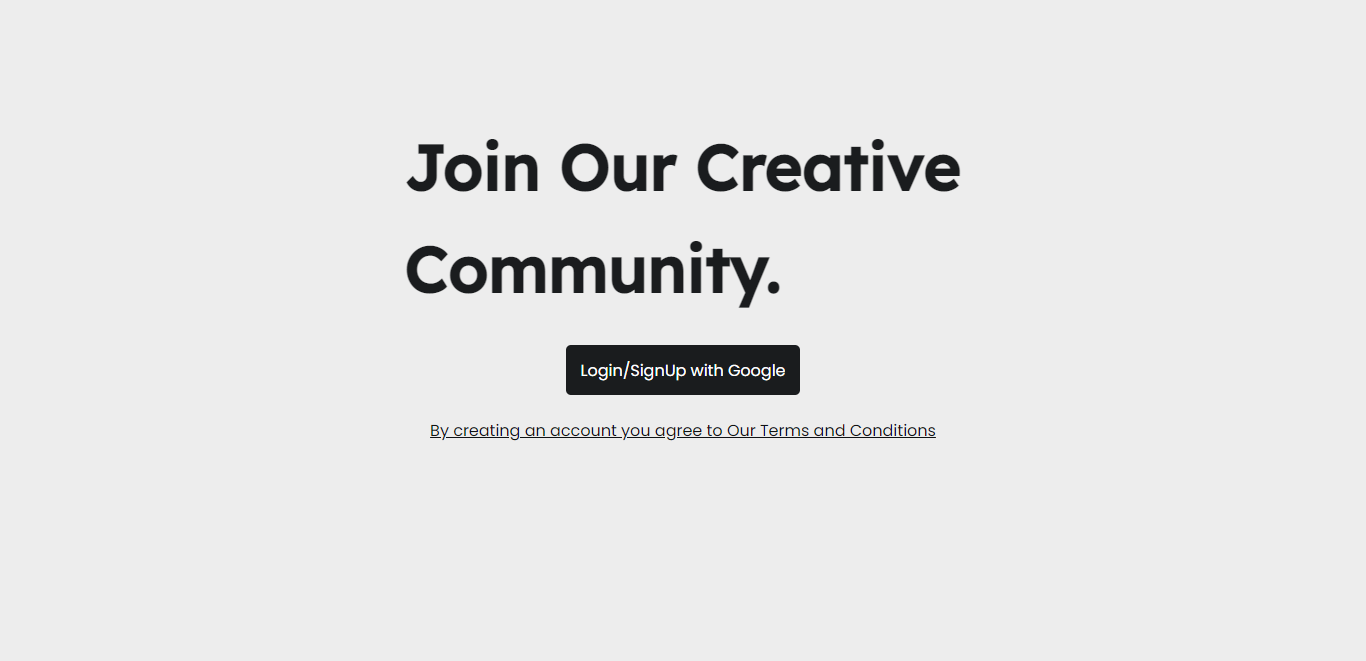 Join Our Creative
Community.
Login/SignUp with Google
By creating an account you agree to Our Terms and Conditions